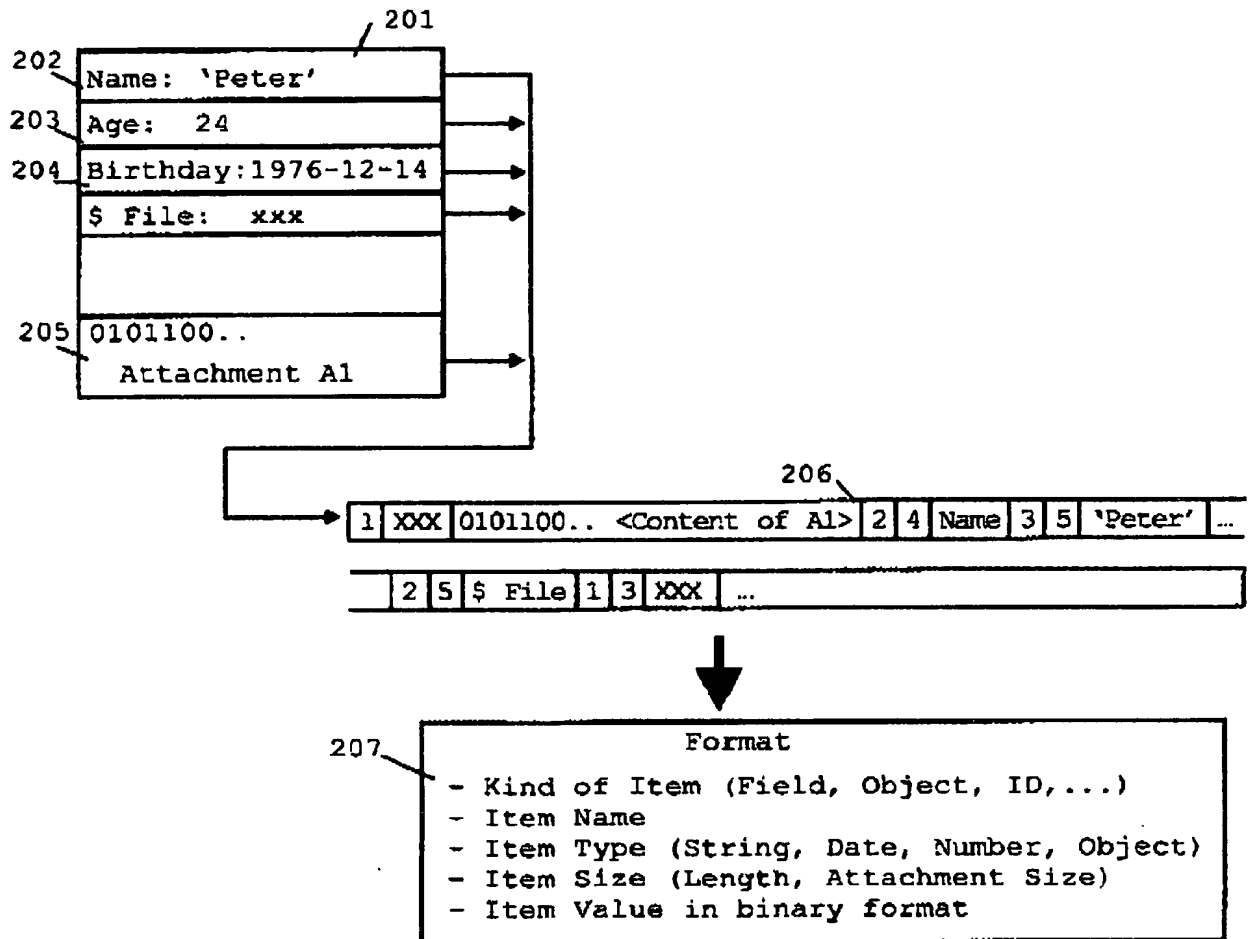 201
202
Name: 'Peter'
203
Age: 24
204
Birthday:1976-12-14
$ File: xxx
205
0101100..
Attachment A1
206
1 XXX 0101100.. <Content of A1> 2 4 Name 3 5 'Peter' ...
2 5 $ File 1 3 XXX ...
207
Format
- Kind of Item (Field, Object, ID,...)
- Item Name
- Item Type (String, Date, Number, Object)
- Item Size (Length, Attachment Size)
- Item Value in binary format